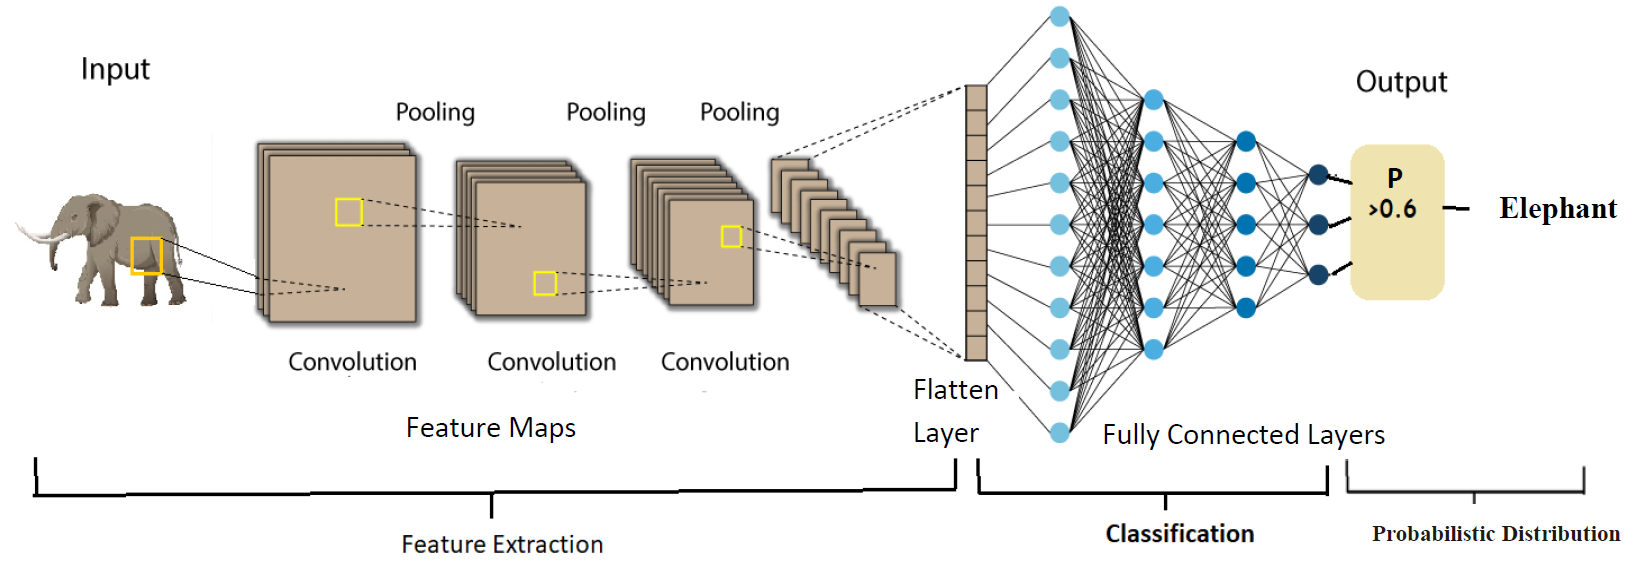 Input
Pooling
Pooling
Pooling
Output
P
>0.6
Elephant
Convolution
Convolution
Convolution
Flatten
Layer
Feature Maps
Fully Connected Layers
Feature Extraction
Classification
Probabilistic Distribution